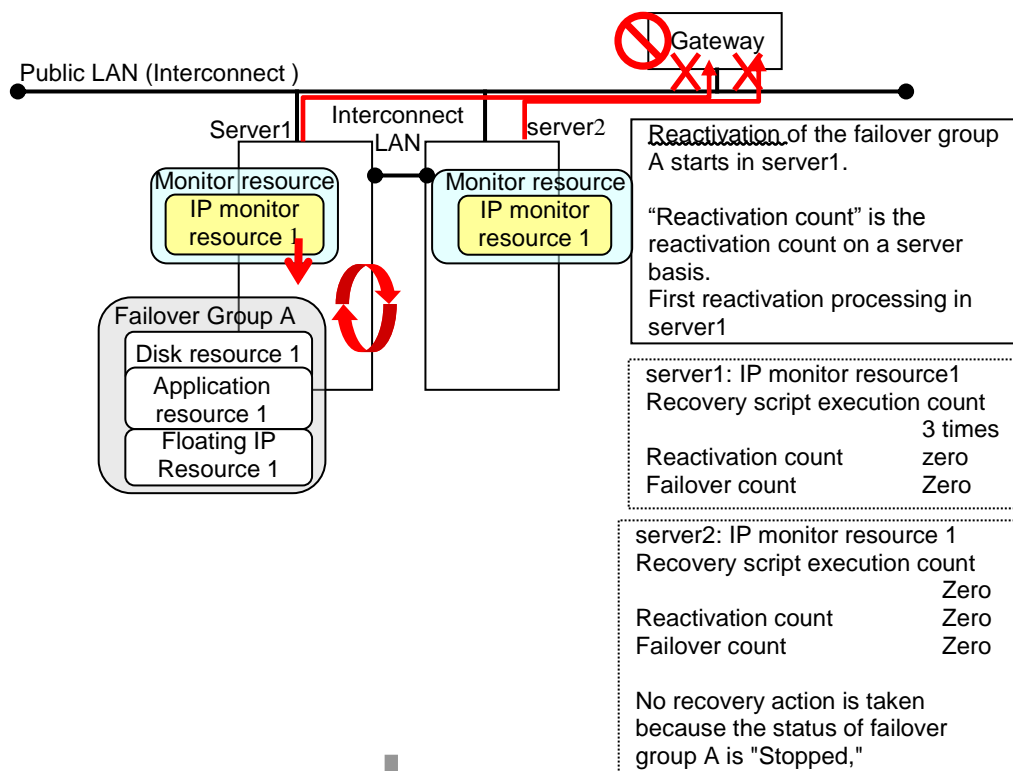 Gateway
Public LAN (Interconnect )
Server1
Interconnect
LAN
server2
Monitor resource
IP monitor
resource 1
Monitor resource
IP monitor
resource 1
Failover Group A
Disk resource 1
Application
resource 1
Floating IP
Resource 1
Reactivation of the failover group
A starts in server1.
“Reactivation count” is the
reactivation count on a server
basis.
First reactivation processing in
server1
server1: IP monitor resource1
Recovery script execution count
3 times
Reactivation count zero
Failover count Zero
server2: IP monitor resource 1
Recovery script execution count
Zero
Reactivation count Zero
Failover count Zero
No recovery action is taken
because the status of failover
group A is "Stopped,"